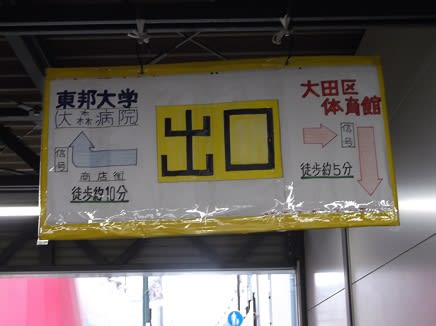 東邦大学
(大森病院)
信号
商店街
徒歩約10分
出口
大田区
体育館
信号
徒歩約5分